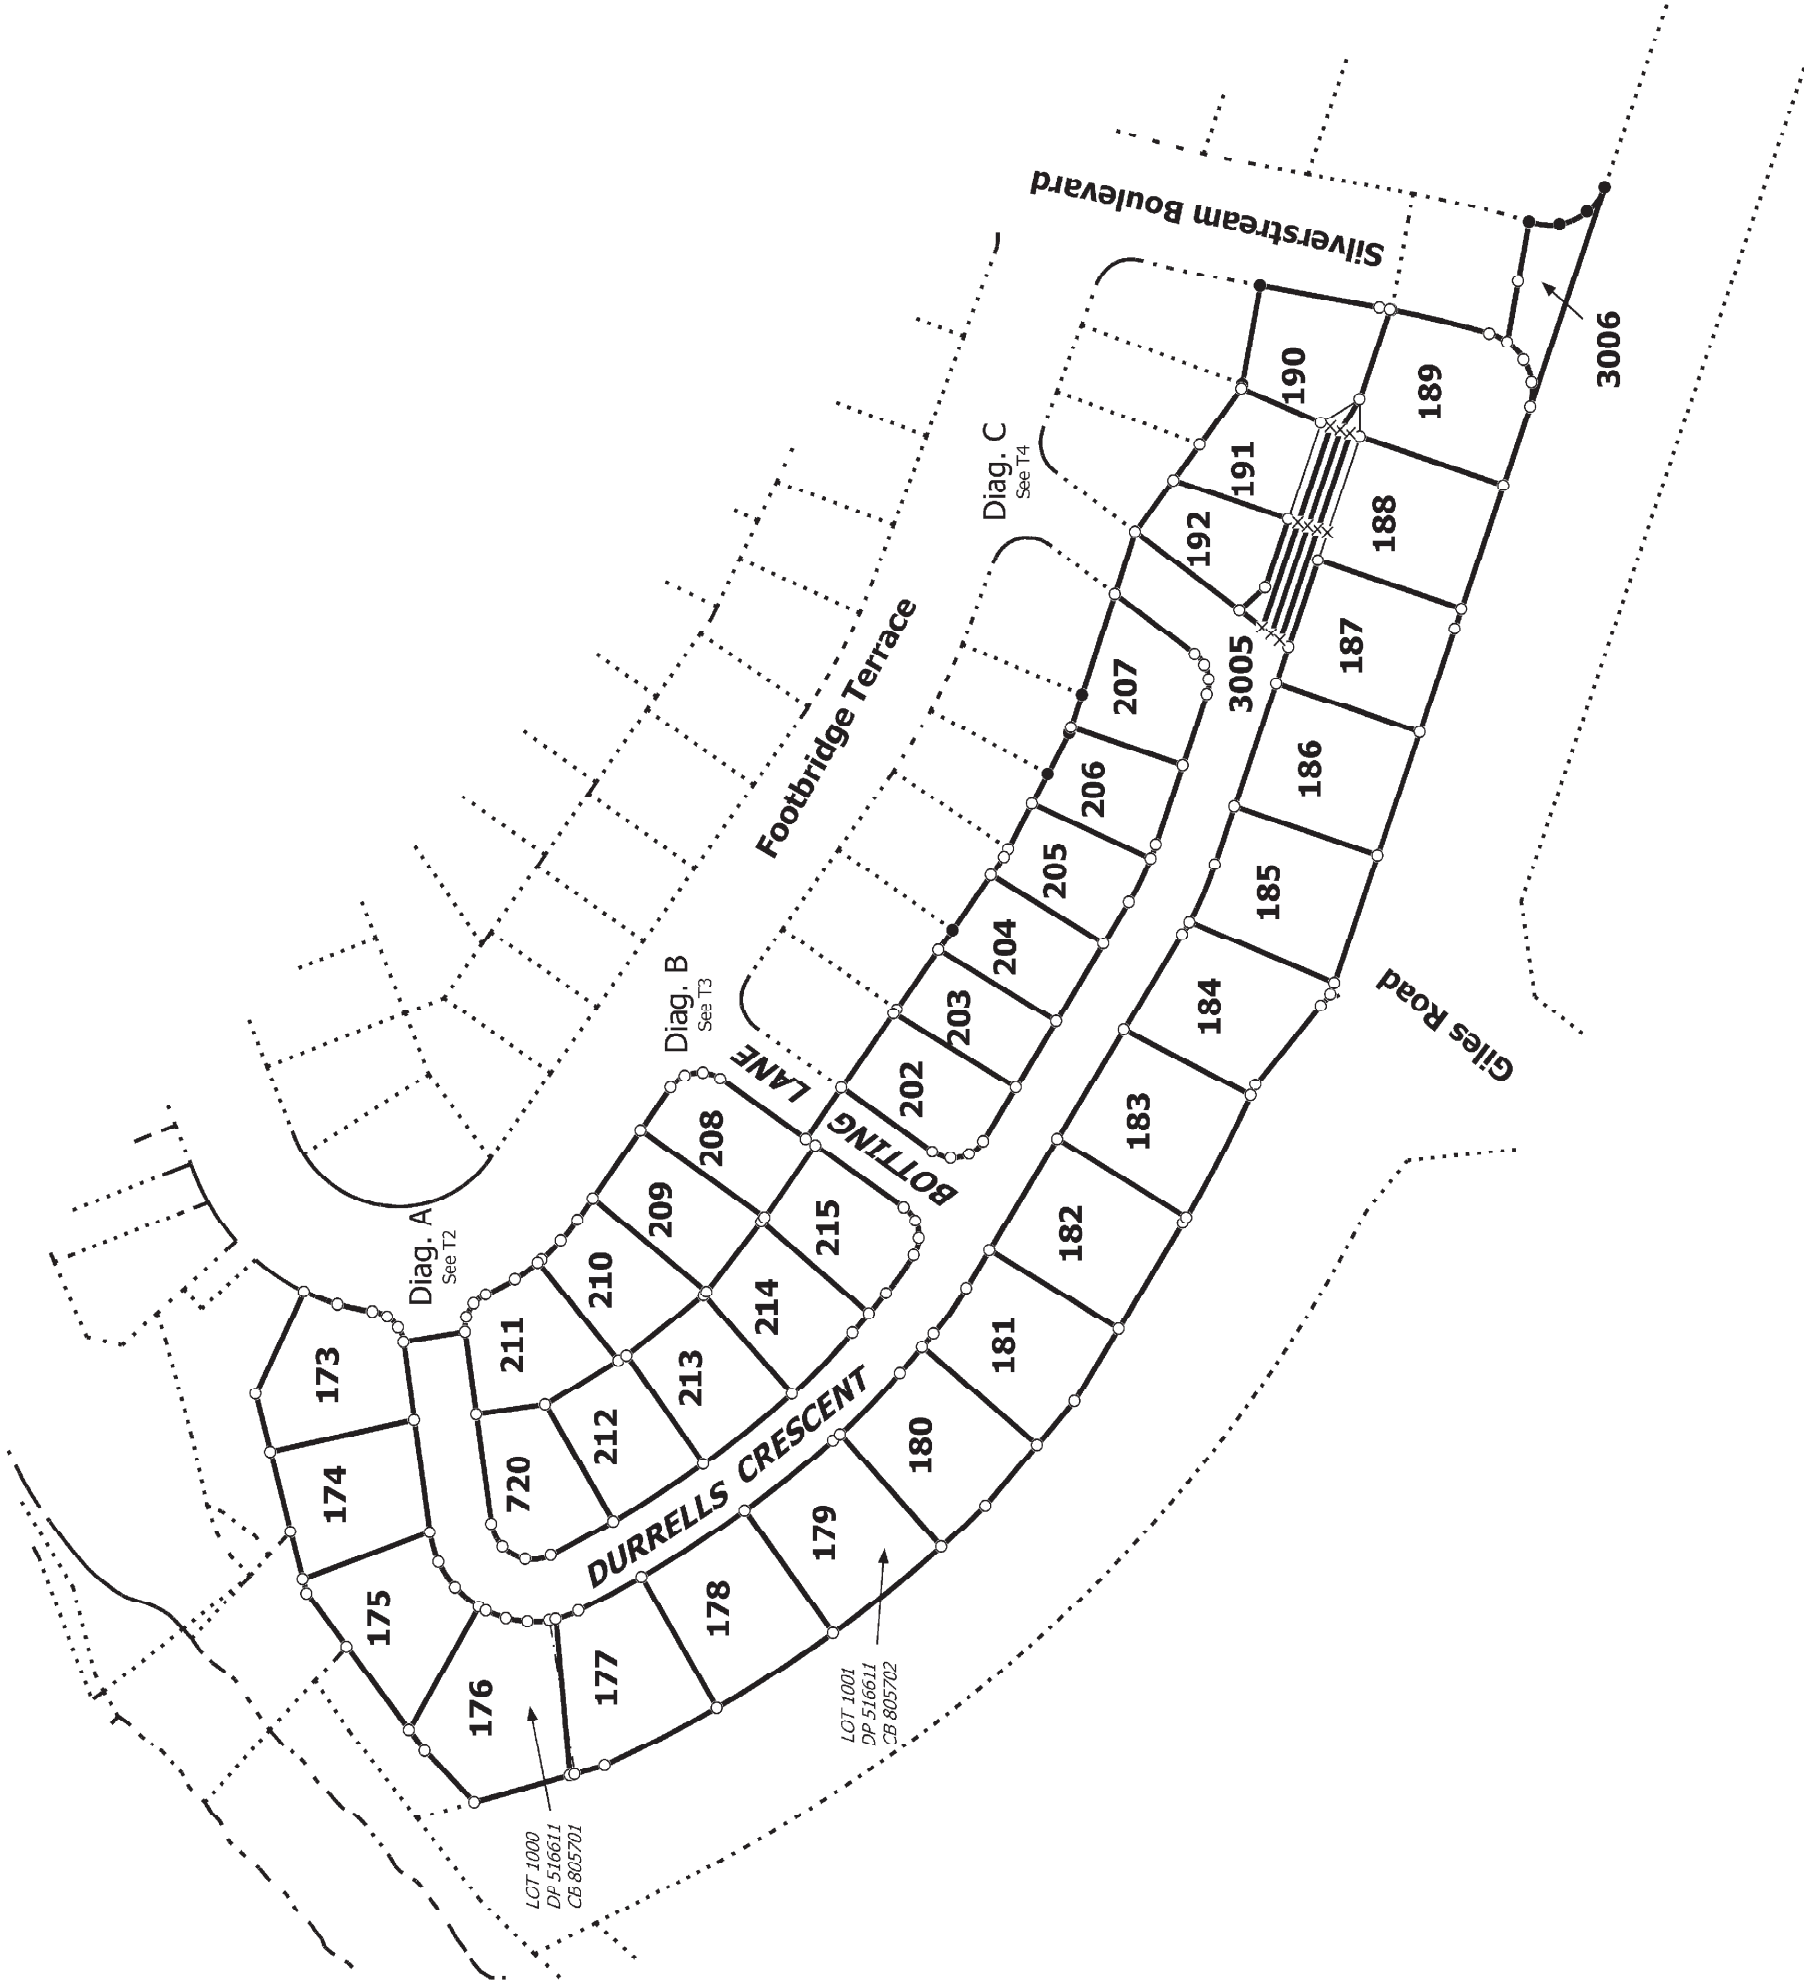 Silverstream Boulevard
Footbridge Terrace
Diag. C
See T4
Diag. B
See T3
Diag. A
See T2
BOTTING LANE
DURRELLS CRESCENT
Giles Road
173
174
175
176
177
178
179
180
181
182
183
184
185
186
187
188
189
190
191
192
202
203
204
205
206
207
208
209
210
211
212
213
214
215
720
3005
3006
LOT 1000
DP 516611
CB 805701
LOT 1001
DP 516611
CB 805702